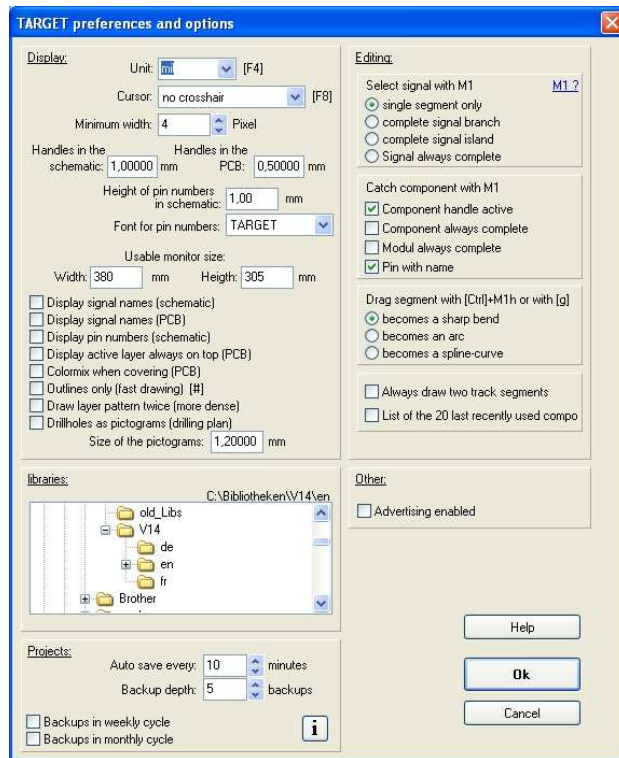 TARGET preferences and options
Display:
Unit: mil [F4]
Cursor: no crosshair [F8]
Minimum width: 4 Pixel
Handles in the Handles in the
schematic: 1,00000 mm PCB: 0,50000 mm
Height of pin numbers
in schematic: 1,00 mm
Font for pin numbers: TARGET
Usable monitor size:
Width: 380 mm Heigth: 305 mm
Display signal names (schematic)
Display signal names (PCB)
Display pin numbers (schematic)
Display active layer always on top (PCB)
Colormix when covering (PCB)
Outlines only (fast drawing) [#]
Draw layer pattern twice (more dense)
Drillholes as pictograms (drilling plan)
Size of the pictograms: 1,20000 mm
libraries:
C:\Bibliotheken\V14\en
old_Libs
V14
de
en
fr
Brother
Projects:
Auto save every: 10 minutes
Backup depth: 5 backups
Backups in weekly cycle
Backups in monthly cycle
i
Editing:
Select signal with M1 M1 ?
single segment only
complete signal branch
complete signal island
Signal always complete
Catch component with M1
Component handle active
Component always complete
Modul always complete
Pin with name
Drag segment with [Ctrl]+M1h or with [g]
becomes a sharp bend
becomes an arc
becomes a spline-curve
Always draw two track segments
List of the 20 last recently used compo
Other:
Advertising enabled
Help
Ok
Cancel